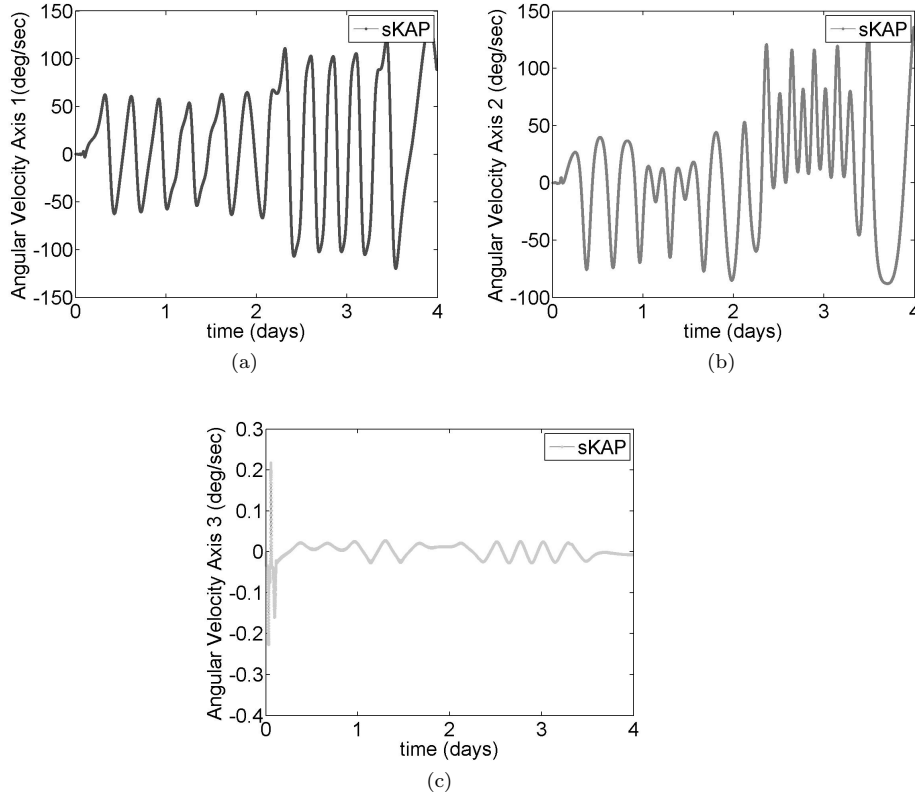 150
100
50
0
-50
-100
-150
0 1 2 3 4
Angular Velocity Axis 1(deg/sec)
time (days)
sKAP
(a)
150
100
50
0
-50
-100
0 1 2 3 4
Angular Velocity Axis 2 (deg/sec)
time (days)
sKAP
(b)
0.3
0.2
0.1
0
-0.1
-0.2
-0.3
-0.4
0 1 2 3 4
Angular Velocity Axis 3 (deg/sec)
time (days)
sKAP
(c)